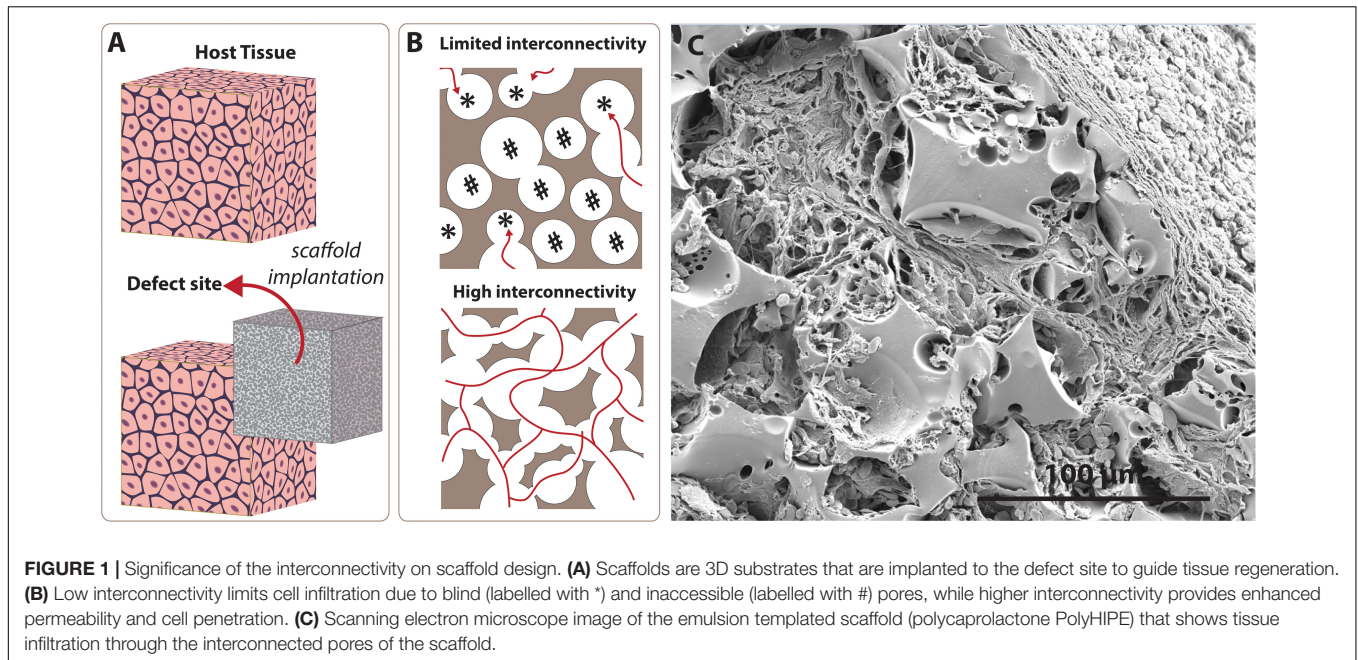 A
Host Tissue
scaffold
implantation
Defect site
B
Limited interconnectivity
* * *
#
#
#
#
#
*
*
#
#
High interconnectivity
C
100 µm
FIGURE 1 | Significance of the interconnectivity on scaffold design. (A) Scaffolds are 3D substrates that are implanted to the defect site to guide tissue regeneration.
(B) Low interconnectivity limits cell infiltration due to blind (labelled with *) and inaccessible (labelled with #) pores, while higher interconnectivity provides enhanced
permeability and cell penetration. (C) Scanning electron microscope image of the emulsion templated scaffold (polycaprolactone PolyHIPE) that shows tissue
infiltration through the interconnected pores of the scaffold.